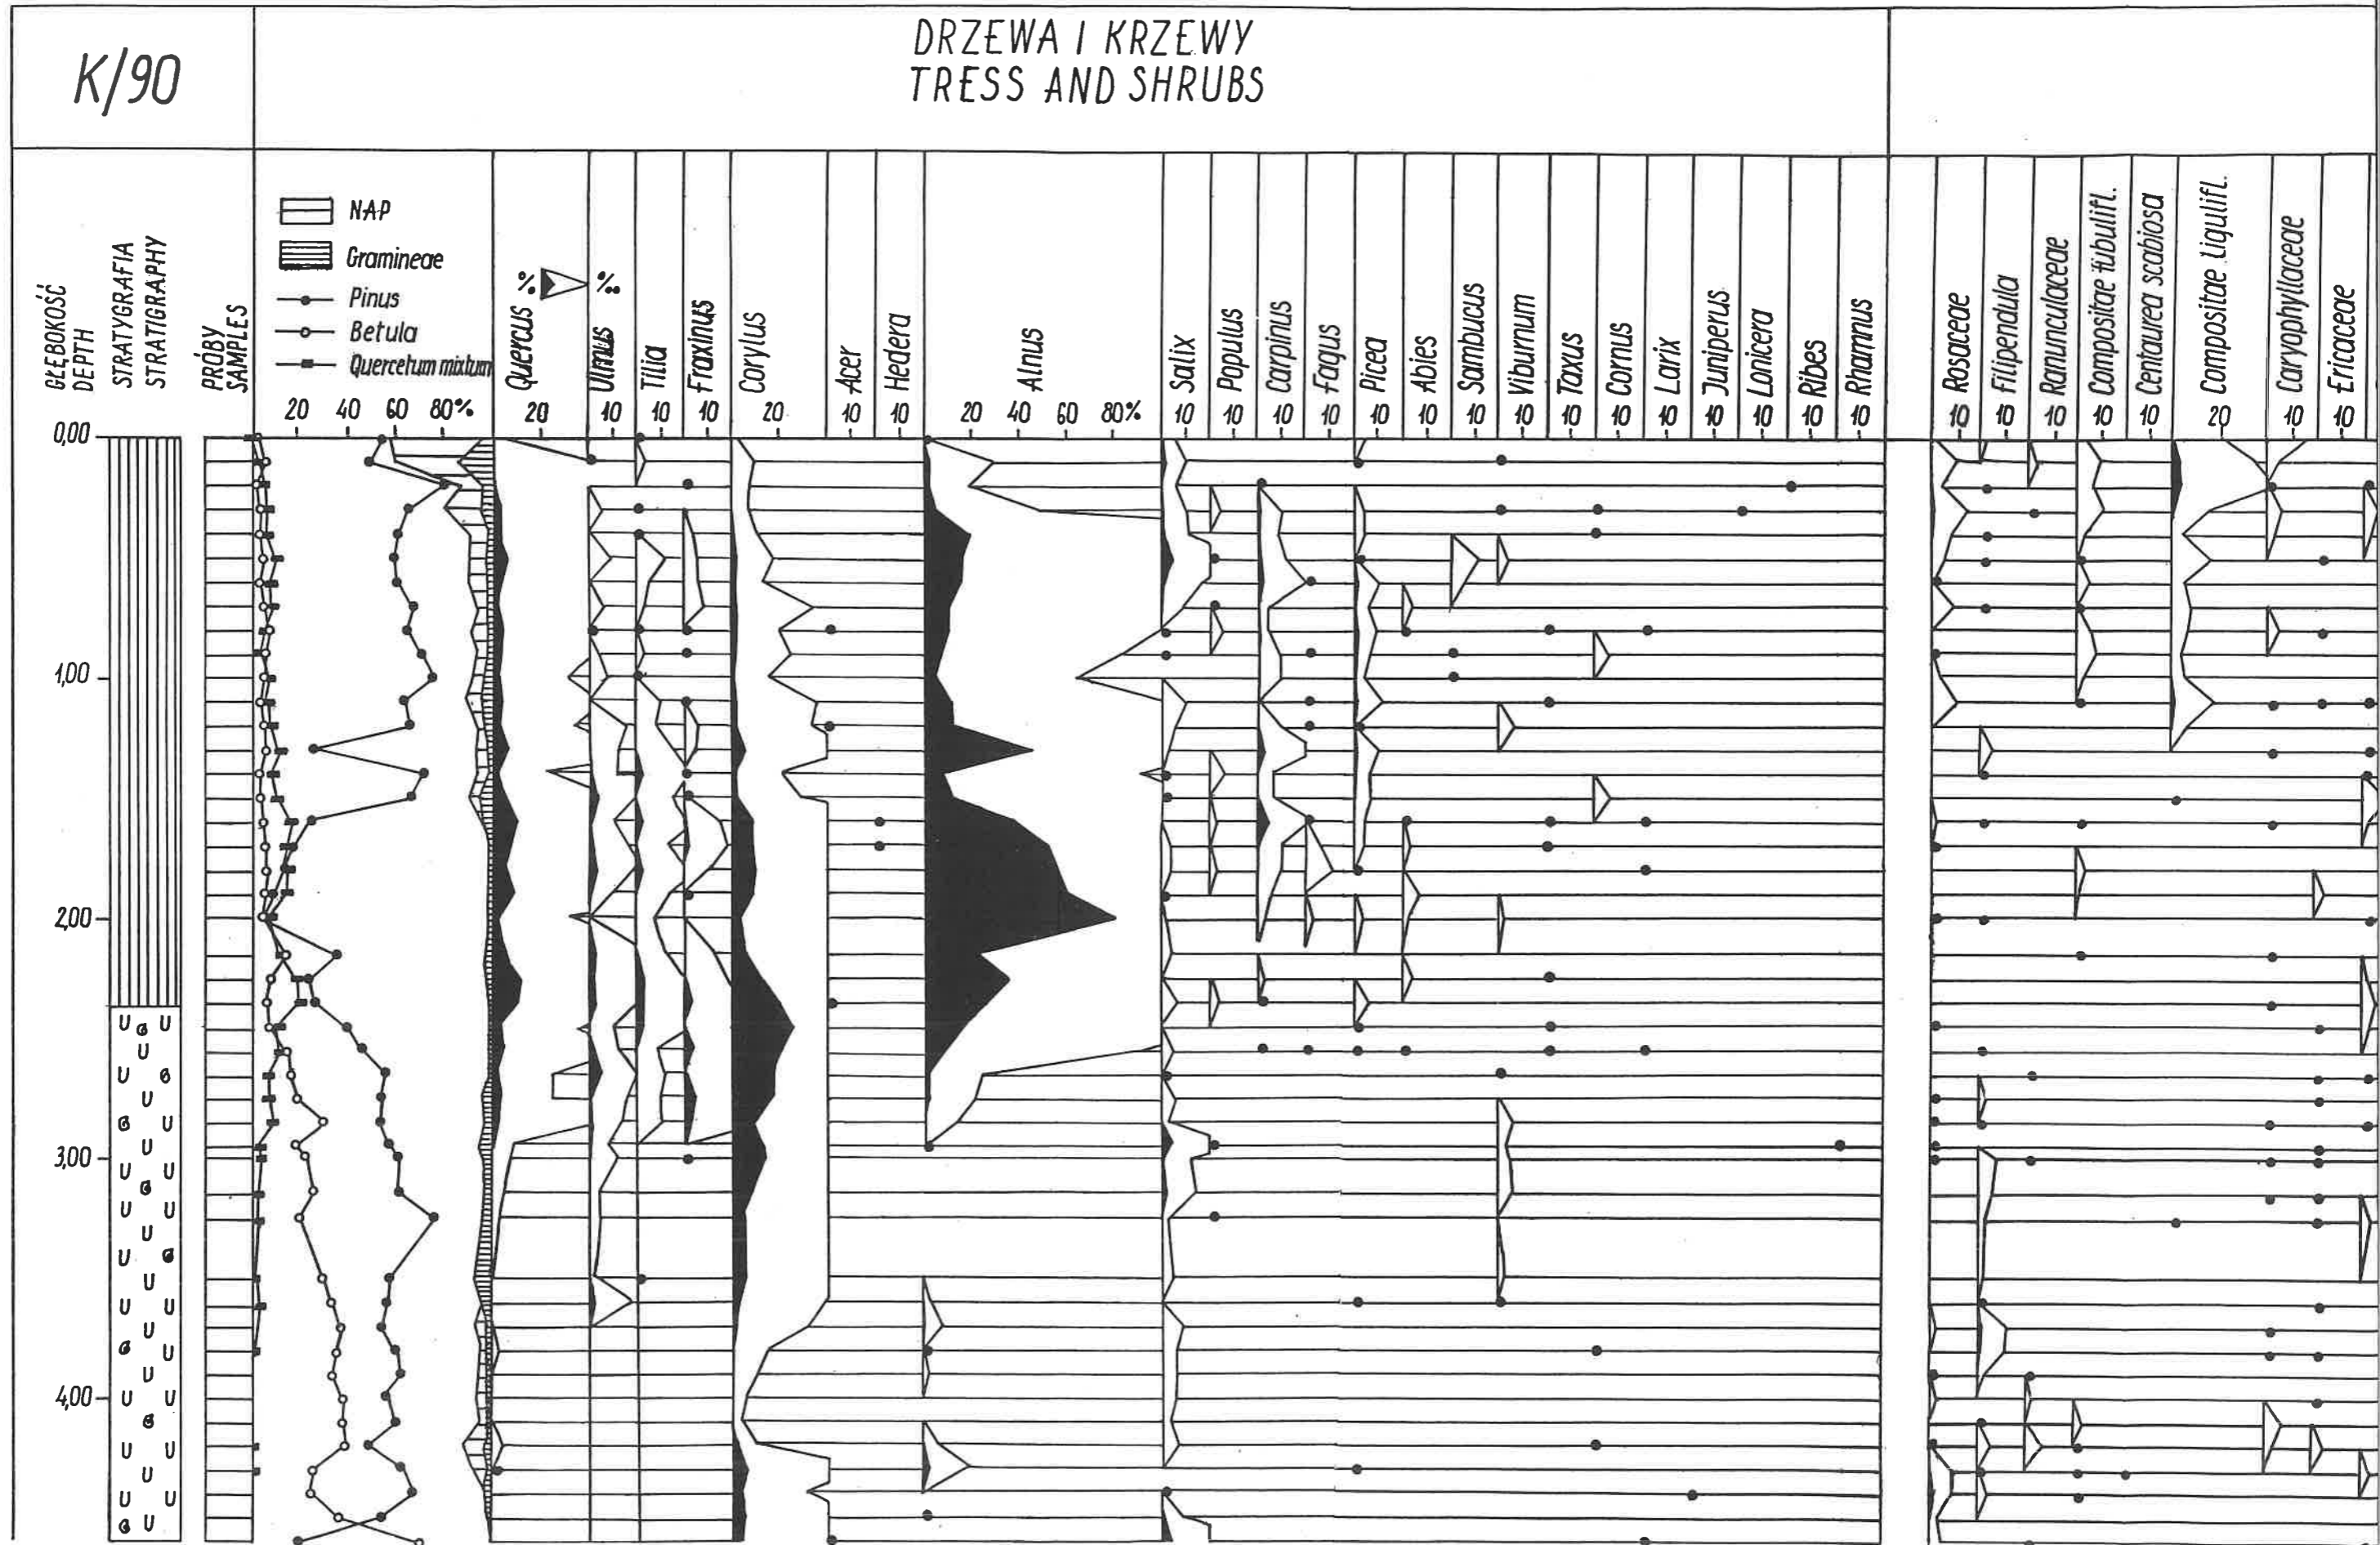 K/90
DRZEWA I KRZEWY
TRESS AND SHRUBS
GŁĘBOKOŚĆ
DEPTH
STRATYGRAFIA
STRATIGRAPHY
PRÓBY
SAMPLES
NAP
Gramineae
Pinus
Betula
Quercetum mixtum
% ‰
Quercus
Ulmus
Tilia
Fraxinus
Corylus
Acer
Hedera
Alnus
Salix
Populus
Carpinus
Fagus
Picea
Abies
Sambucus
Viburnum
Taxus
Cornus
Larix
Juniperus
Lonicera
Ribes
Rhamnus
Rosaceae
Filipendula
Ranunculaceae
Compositae tubulifl.
Centaurea scabiosa
Compositae ligulifl.
Caryophyllaceae
Ericaceae
20 40 60 80% 20 10 10 10 20 10 10 20 40 60 80% 10 10 10 10 10 10 10 10 10 10 10 10 10 10 10 10 10 10 10 10 20 10 10
0,00
1,00
2,00
3,00
4,00